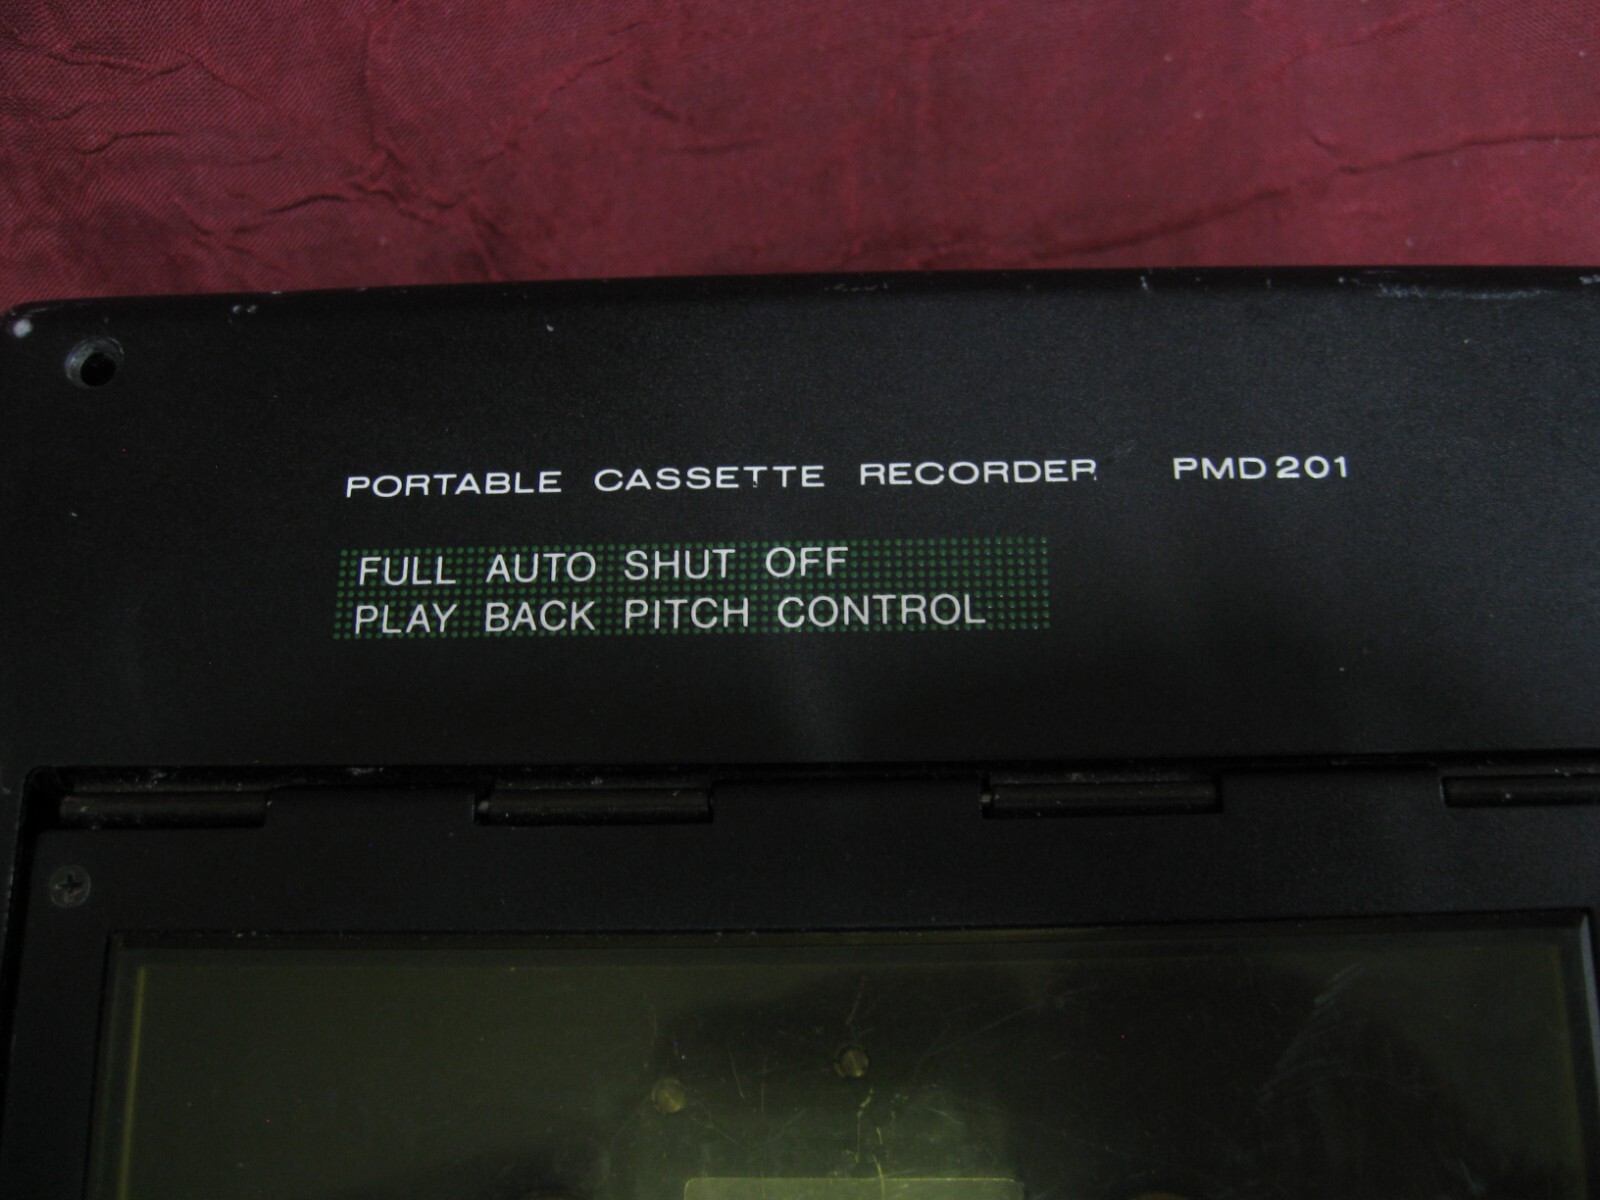 PORTABLE CASSETTE RECORDER PMD201
FULL AUTO SHUT OFF
PLAY BACK PITCH CONTROL